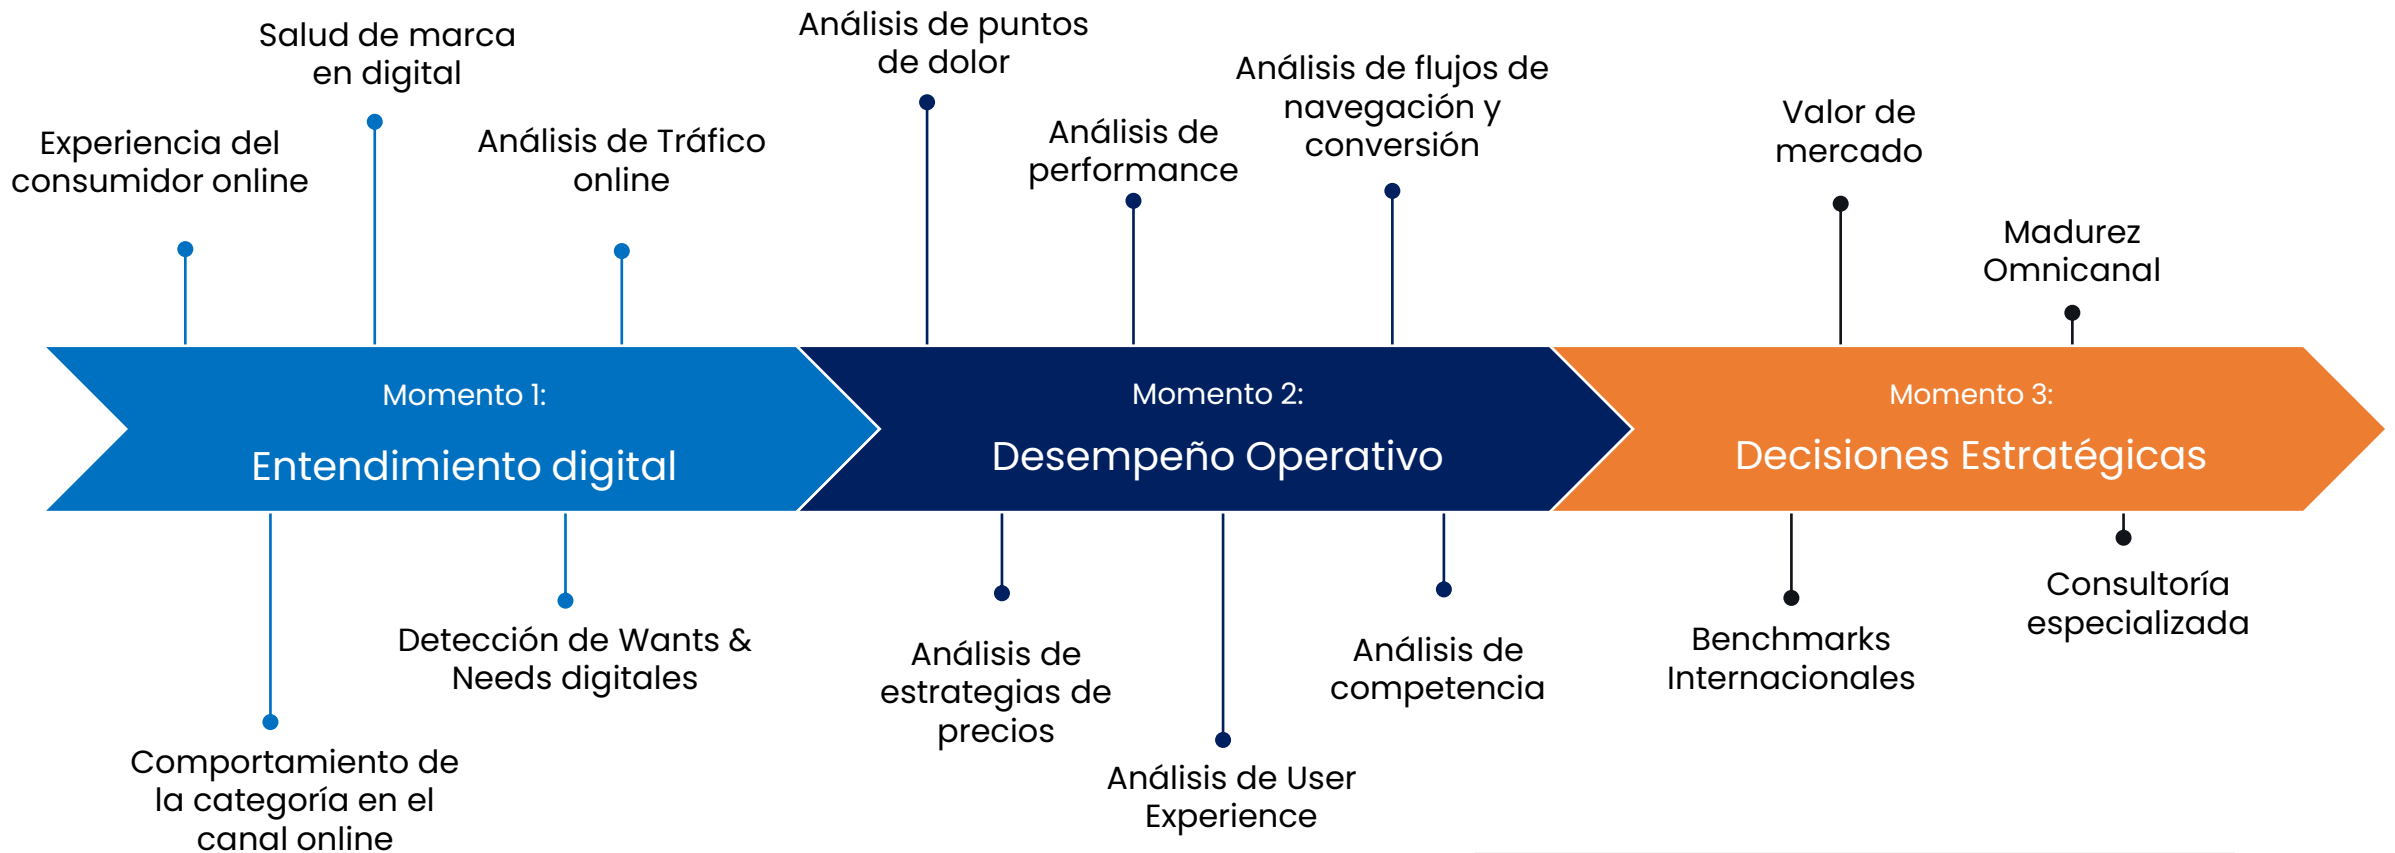 Salud de marca
en digital
Experiencia del
consumidor online
Análisis de Tráfico
online
Análisis de puntos
de dolor
Análisis de
performance
Análisis de flujos de
navegación y
conversión
Valor de
mercado
Madurez
Omnicanal
Momento 1:
Entendimiento digital
Momento 2:
Desempeño Operativo
Momento 3:
Decisiones Estratégicas
Comportamiento de
la categoría en el
canal online
Detección de Wants &
Needs digitales
Análisis de
estrategias de
precios
Análisis de User
Experience
Análisis de
competencia
Benchmarks
Internacionales
Consultoría
especializada